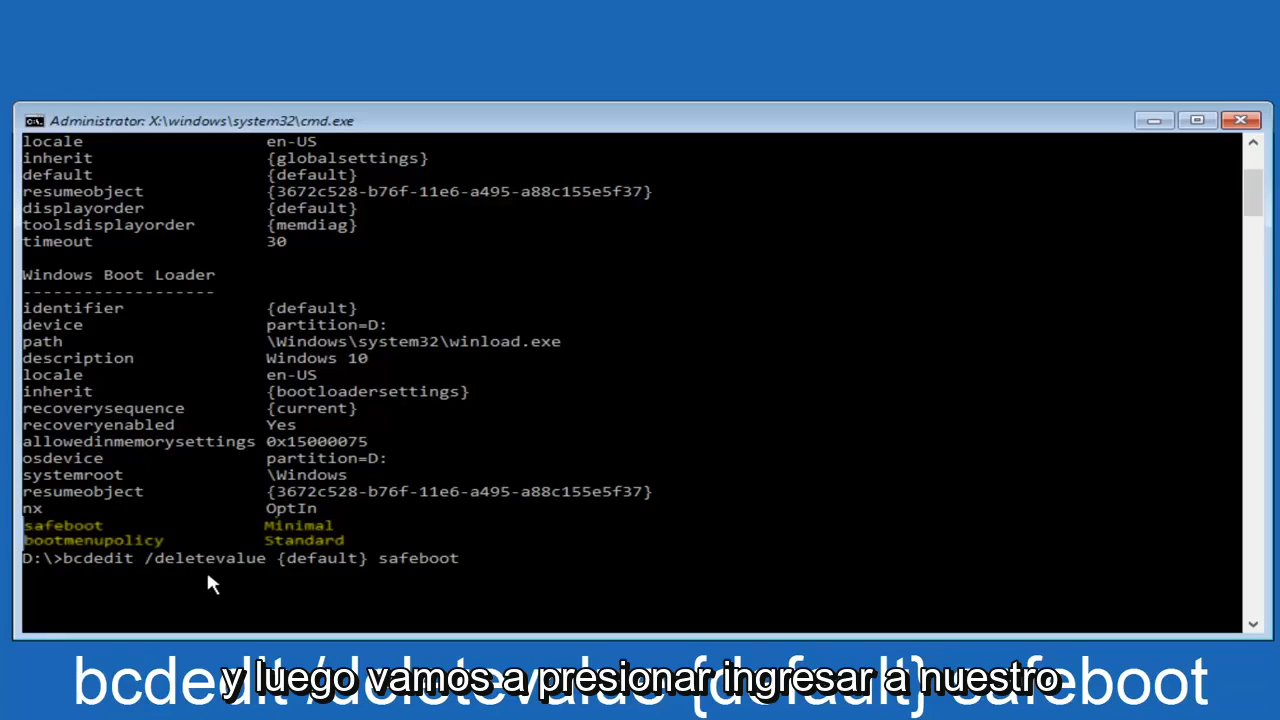 Administrator: X:\windows\system32\cmd.exe
locale en-US
inherit {globalsettings}
default {default}
resumeobject {3672c528-b76f-11e6-a495-a88c155e5f37}
displayorder {default}
toolsdisplayorder {memdiag}
timeout 30
Windows Boot Loader
-------------------
identifier {default}
device partition=D:
path \Windows\system32\winload.exe
description Windows 10
locale en-US
inherit {bootloadersettings}
recoverysequence {current}
recoveryenabled Yes
allowedinmemorysettings 0x15000075
osdevice partition=D:
systemroot \Windows
resumeobject {3672c528-b76f-11e6-a495-a88c155e5f37}
nx OptIn
safeboot Minimal
bootmenupolicy Standard
D:\>bcdedit /deletevalue {default} safeboot
y luego vamos a presionar ingresar a nuestro
bcdedit /deletevalue {default} safeboot